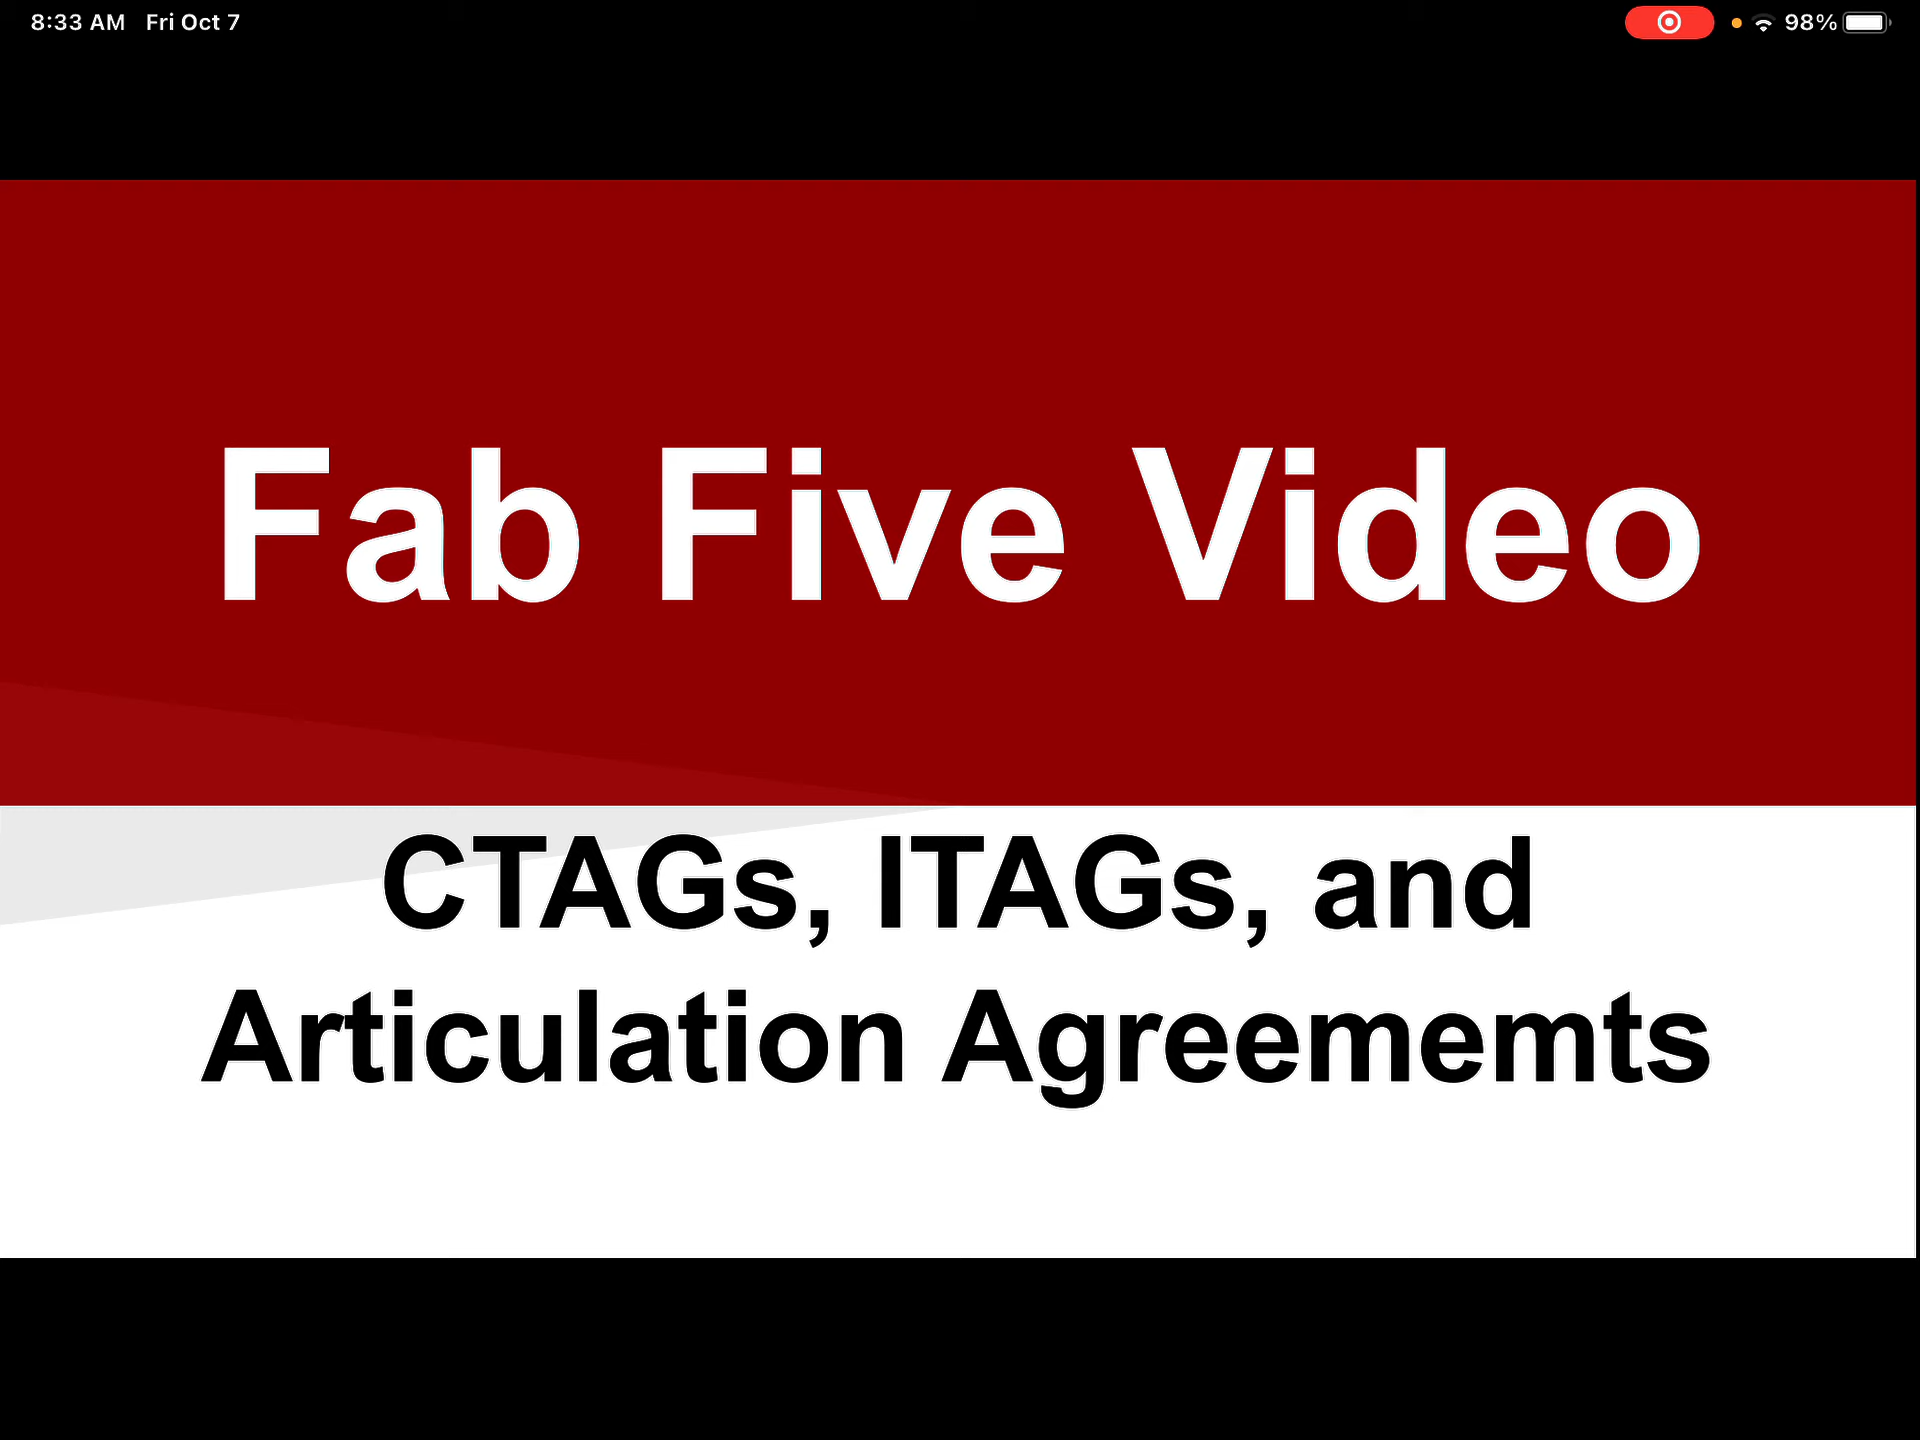 8:33 AM Fri Oct 7 98%
Fab Five Video
CTAGs, ITAGs, and
Articulation Agreememts